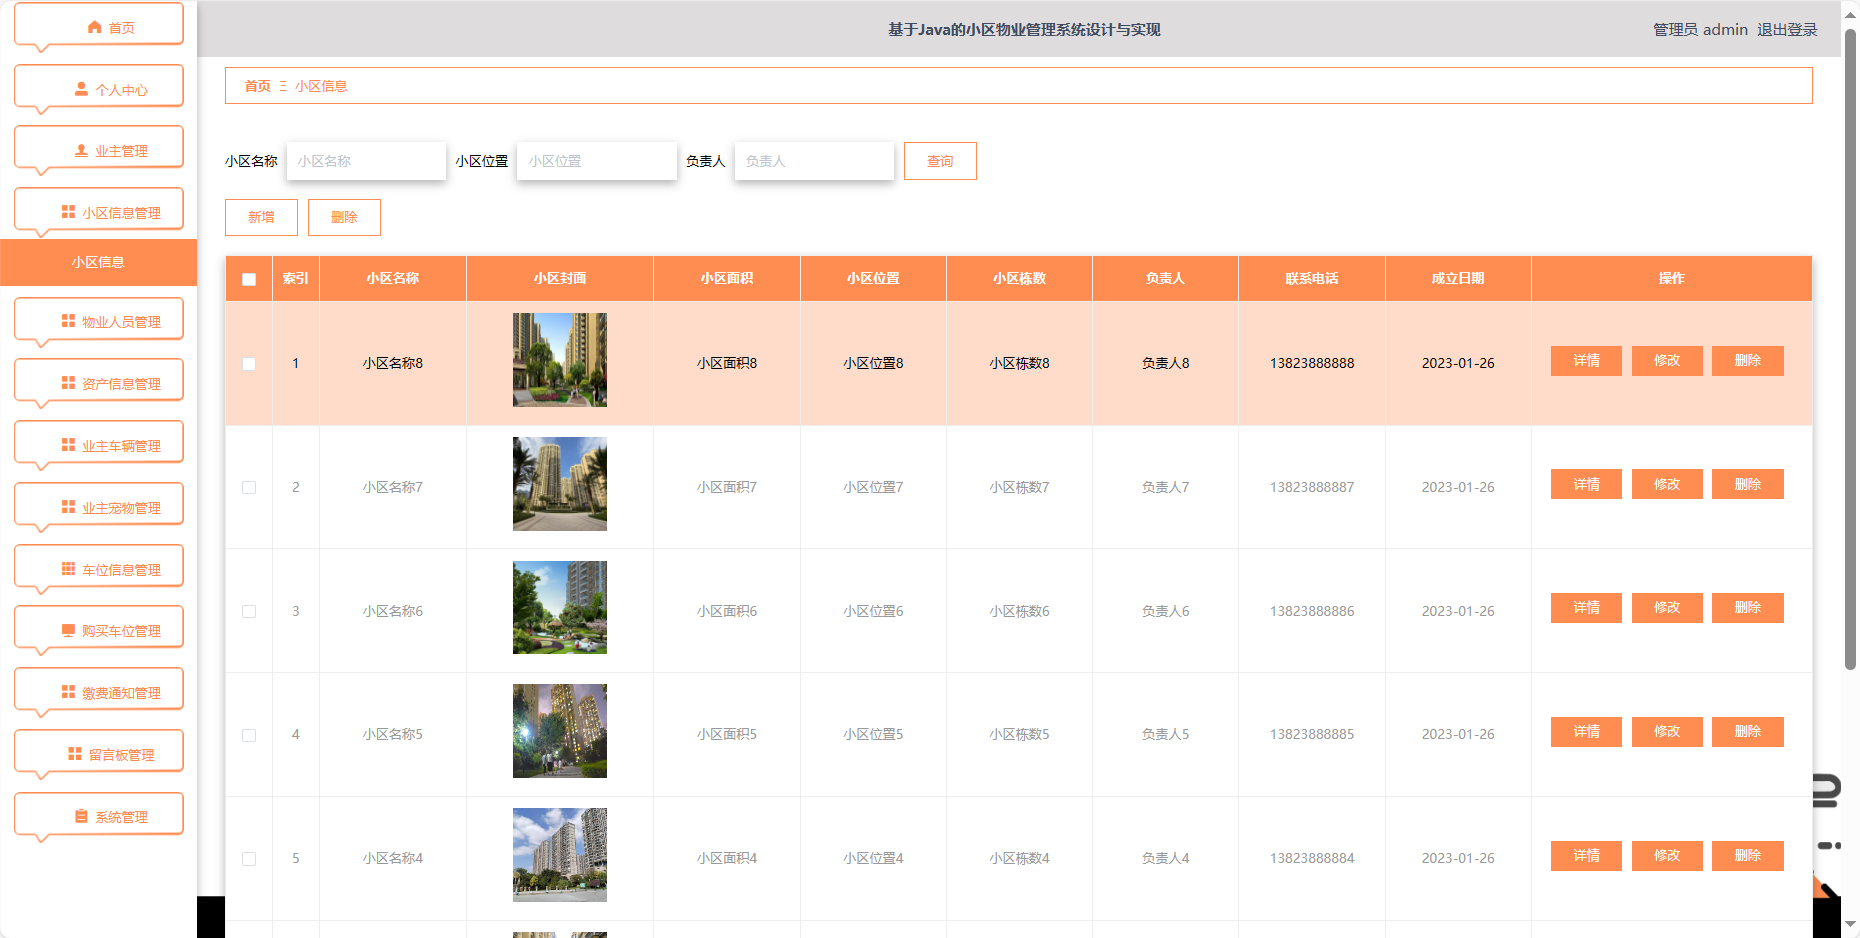 首页
个人中心
业主管理
小区信息管理
小区信息
物业人员管理
资产信息管理
业主车辆管理
业主宠物管理
车位信息管理
购买车位管理
缴费通知管理
留言板管理
系统管理
基于Java的小区物业管理系统设计与实现
管理员 admin 退出登录
首页 Ξ 小区信息
小区名称 小区名称 小区位置 小区位置 负责人 负责人 查询
新增 删除
索引 小区名称 小区封面 小区面积 小区位置 小区栋数 负责人 联系电话 成立日期 操作
1 小区名称8 小区面积8 小区位置8 小区栋数8 负责人8 13823888888 2023-01-26 详情 修改 删除
2 小区名称7 小区面积7 小区位置7 小区栋数7 负责人7 13823888887 2023-01-26 详情 修改 删除
3 小区名称6 小区面积6 小区位置6 小区栋数6 负责人6 13823888886 2023-01-26 详情 修改 删除
4 小区名称5 小区面积5 小区位置5 小区栋数5 负责人5 13823888885 2023-01-26 详情 修改 删除
5 小区名称4 小区面积4 小区位置4 小区栋数4 负责人4 13823888884 2023-01-26 详情 修改 删除